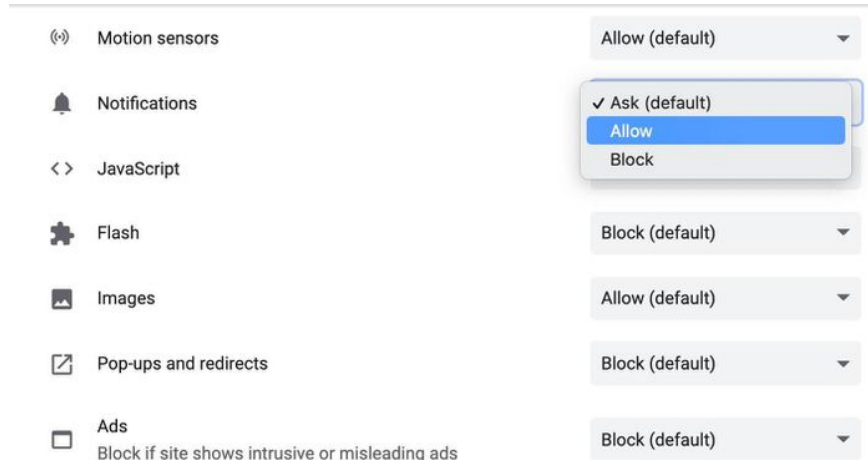 Motion sensors Allow (default)
Notifications ✓ Ask (default)
Allow
Block
JavaScript
Flash Block (default)
Images Allow (default)
Pop-ups and redirects Block (default)
Ads
Block if site shows intrusive or misleading ads Block (default)